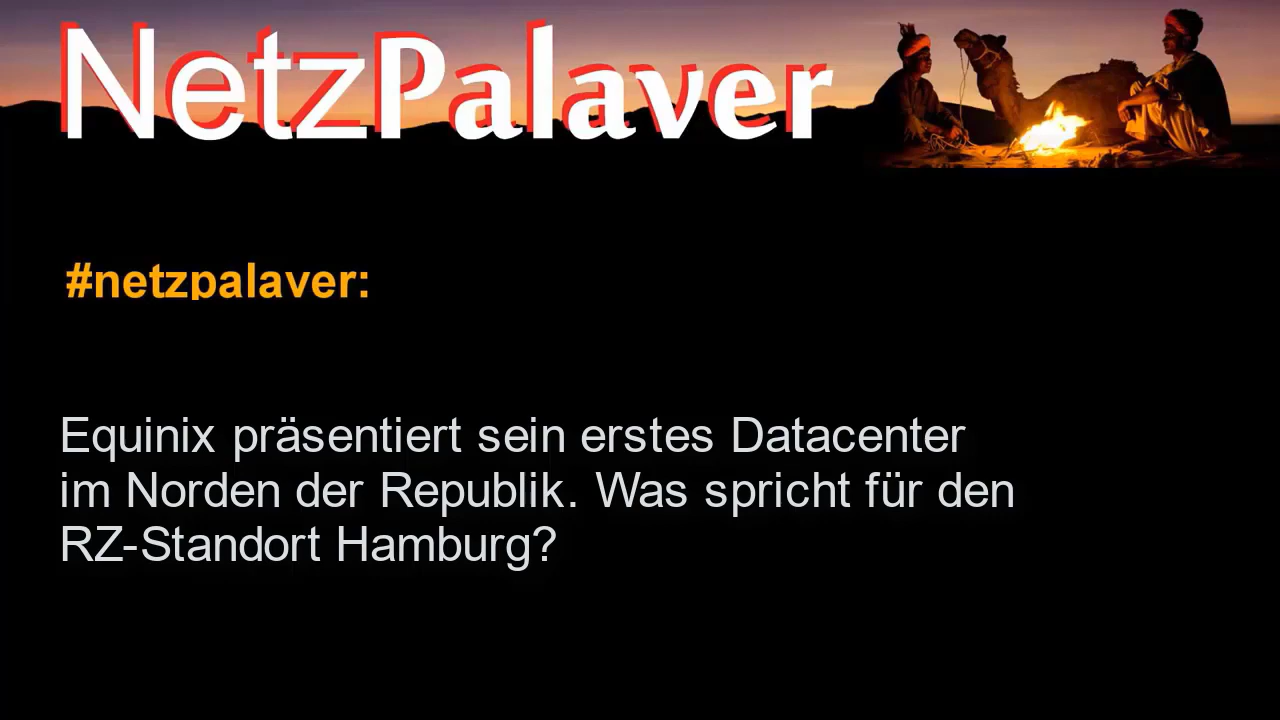 NetzPalaver
#netzpalaver:
Equinix präsentiert sein erstes Datacenter
im Norden der Republik. Was spricht für den
RZ-Standort Hamburg?